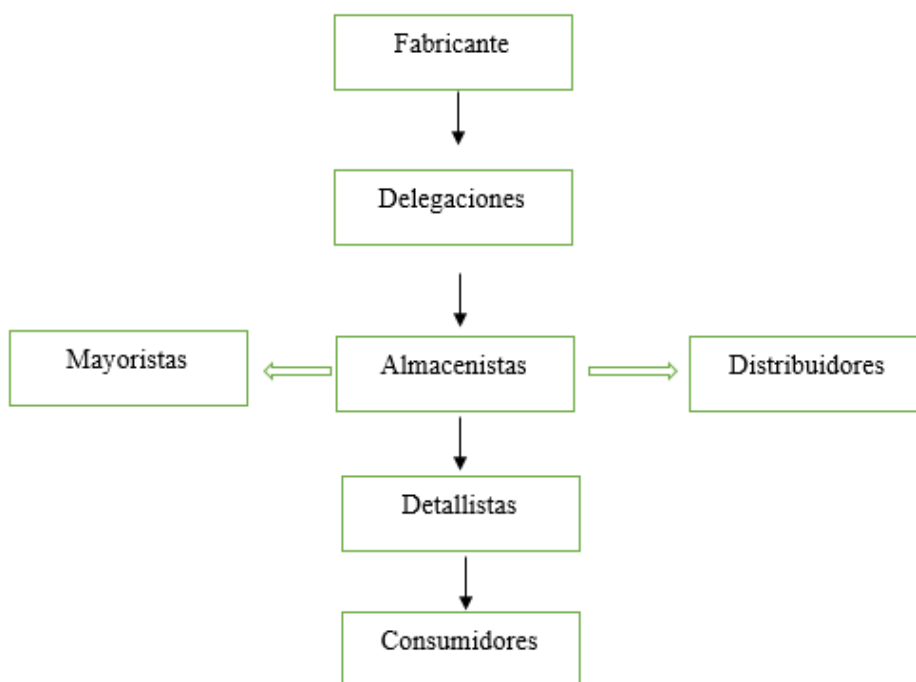 Fabricante
Delegaciones
Mayoristas
Almacenistas
Distribuidores
Detallistas
Consumidores